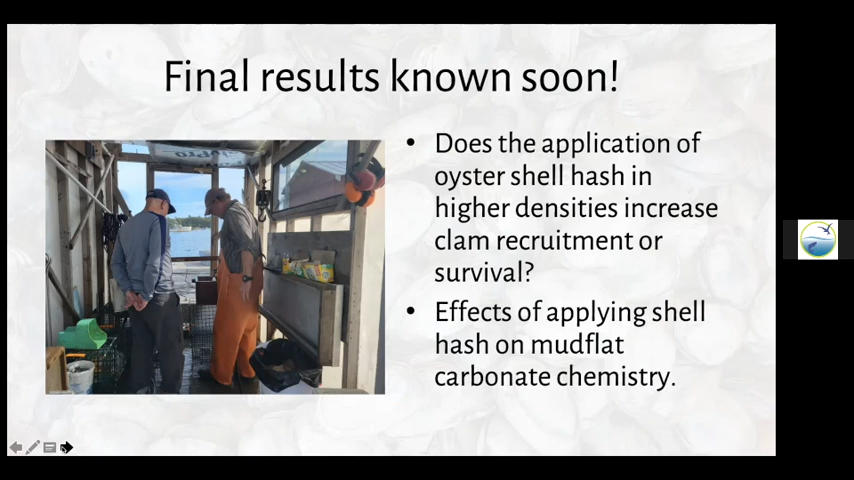 Final results known soon!
• Does the application of
oyster shell hash in
higher densities increase
clam recruitment or
survival?
• Effects of applying shell
hash on mudflat
carbonate chemistry.